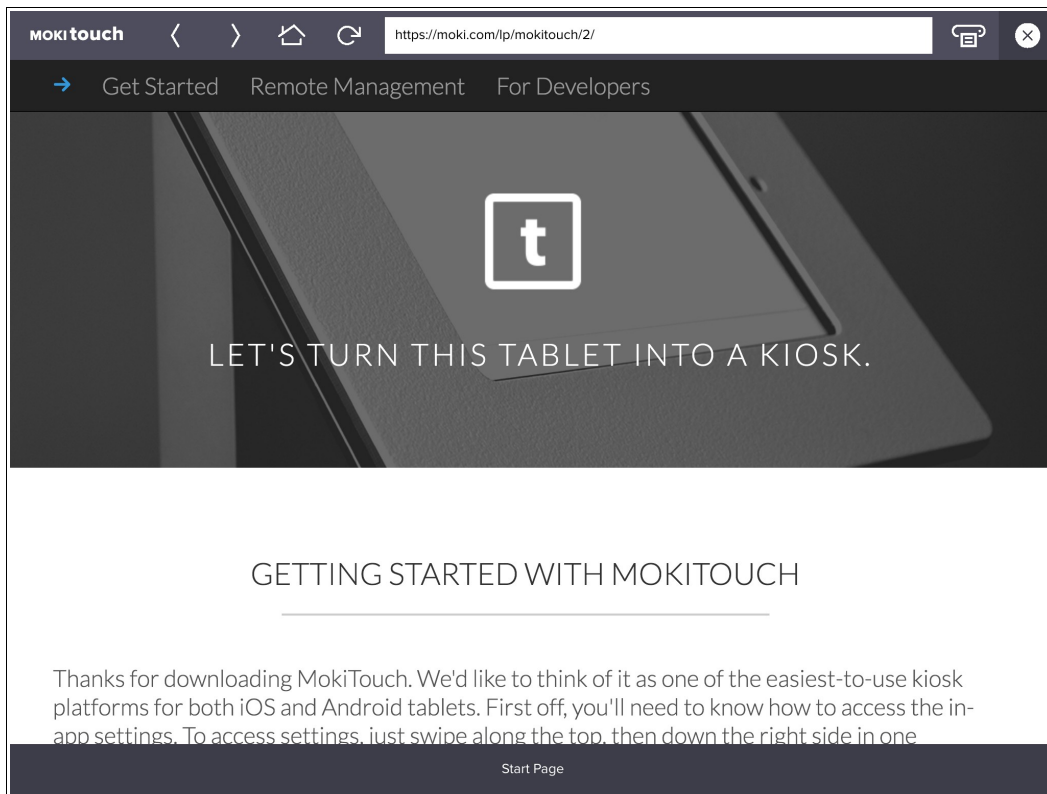 MOKI touch
https://moki.com/lp/mokitouch/2/
Get Started Remote Management For Developers
t
LET'S TURN THIS TABLET INTO A KIOSK.
GETTING STARTED WITH MOKITOUCH
Thanks for downloading MokiTouch. We'd like to think of it as one of the easiest-to-use kiosk
platforms for both iOS and Android tablets. First off, you'll need to know how to access the in-
app settings. To access settings, just swipe along the top, then down the right side in one
Start Page